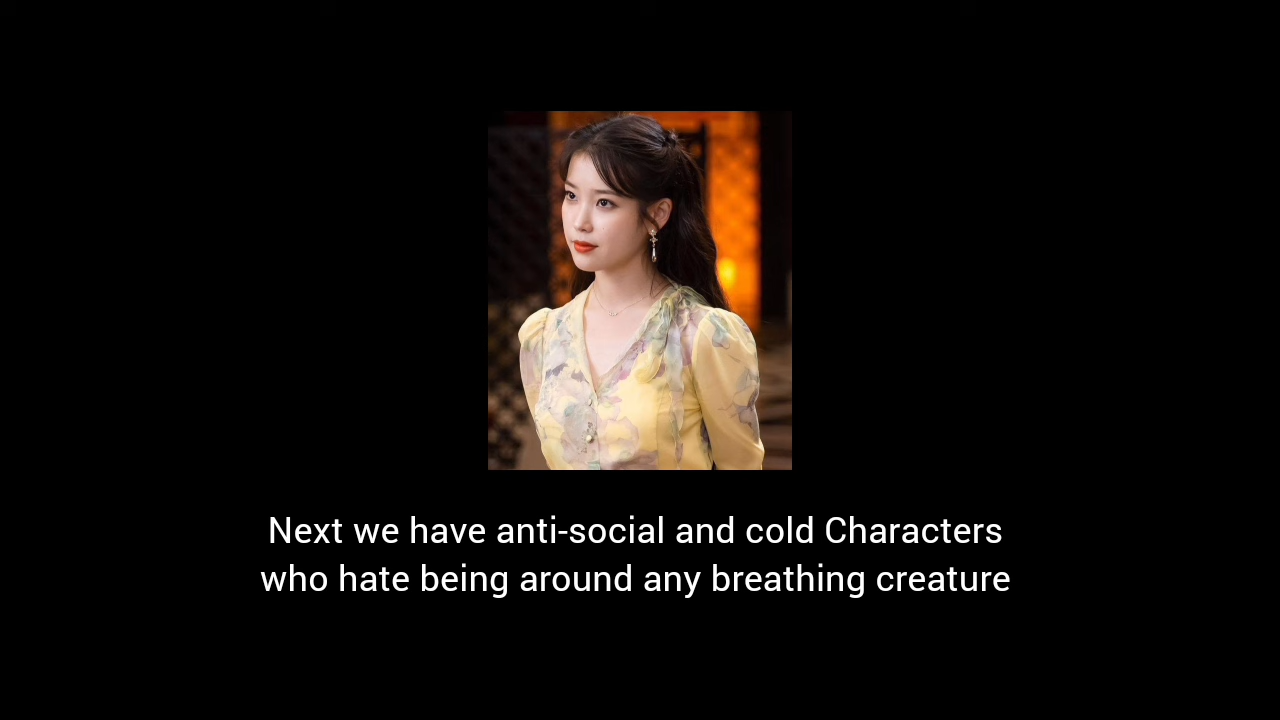 Next we have anti-social and cold Characters
who hate being around any breathing creature